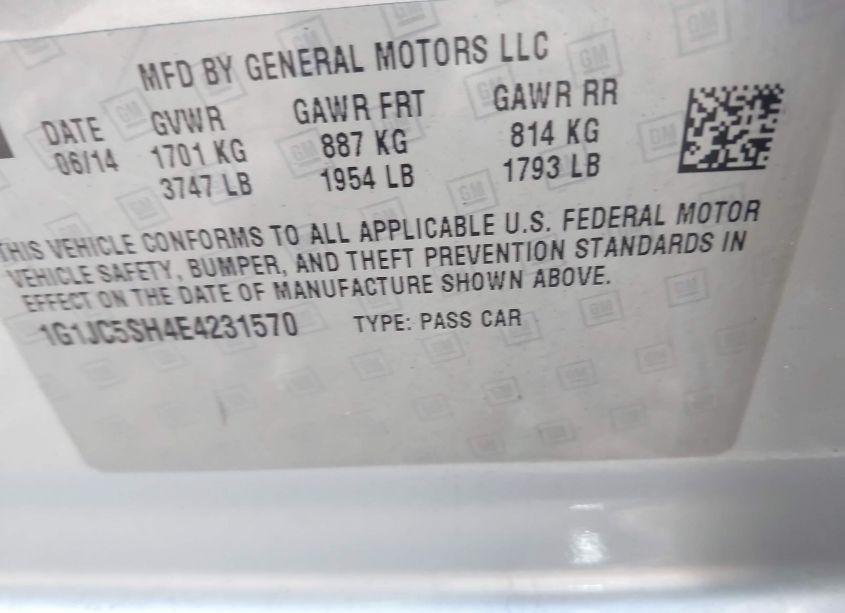 MFD BY GENERAL MOTORS LLC
DATE GVWR GAWR FRT GAWR RR
06/14 1701 KG 887 KG 814 KG
3747 LB 1954 LB 1793 LB
THIS VEHICLE CONFORMS TO ALL APPLICABLE U.S. FEDERAL MOTOR
VEHICLE SAFETY, BUMPER, AND THEFT PREVENTION STANDARDS IN
EFFECT ON THE DATE OF MANUFACTURE SHOWN ABOVE.
1G1JC5SH4E4231570 TYPE: PASS CAR